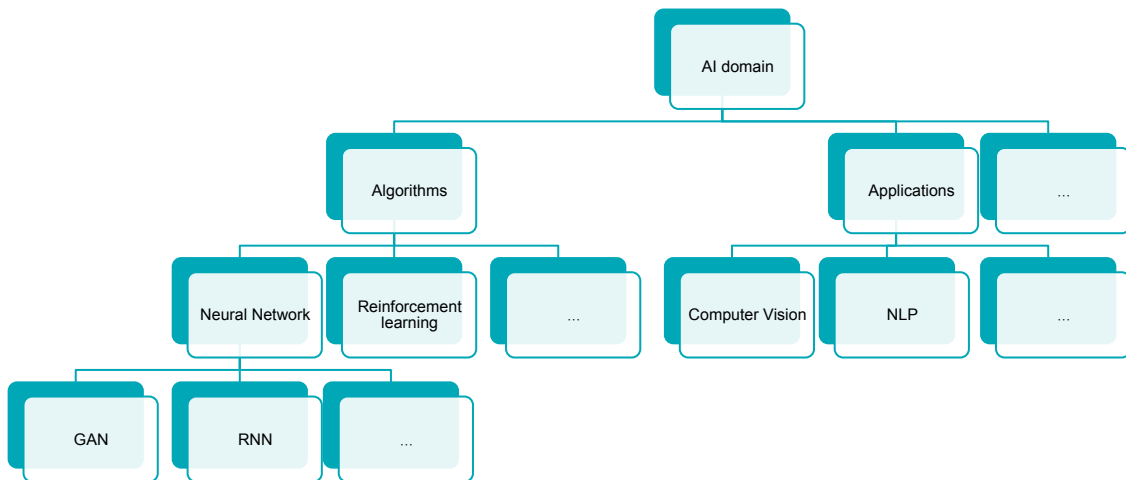 AI domain
Algorithms
Applications
...
Neural Network
Reinforcement
learning
...
Computer Vision
NLP
...
GAN
RNN
...